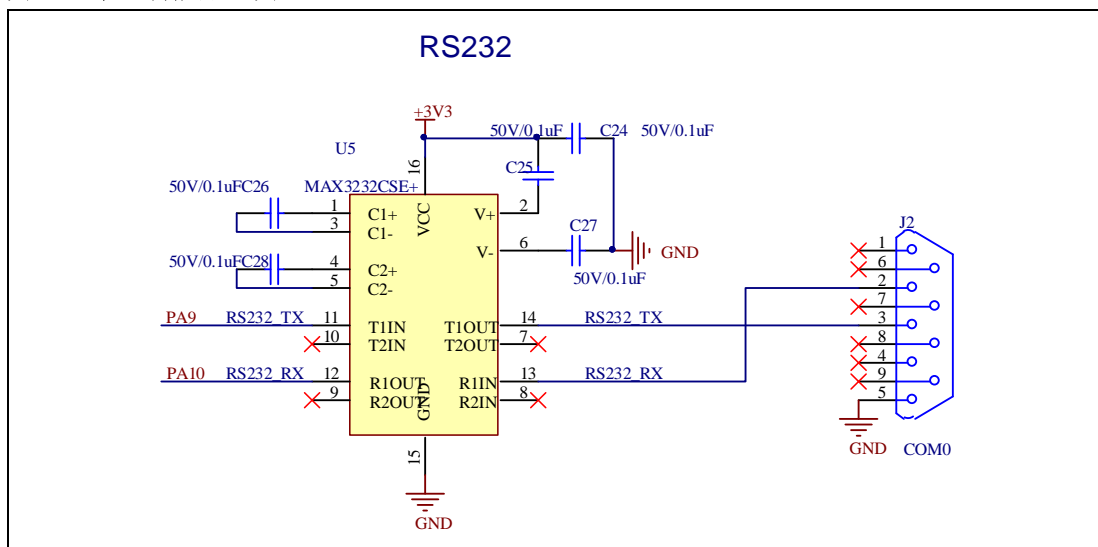 RS232
+3V3
50V/0.1uF C24 50V/0.1uF
U5
16
C25
50V/0.1uFC26 MAX3232CSE+
1 C1+ VCC V+ 2
3 C1-
C27
J2
V- 6 GND
1
4 C2+
50V/0.1uFC28
6
5 C2-
50V/0.1uF
2
7
PA9 RS232_TX 11 T1IN T1OUT 14 RS232_TX 3
10 T2IN T2OUT 7
8
4
PA10 RS232_RX 12 R1OUT R1IN 13 RS232_RX
9
9 R2OUT GND R2IN 8
5
15
GND COM0
GND